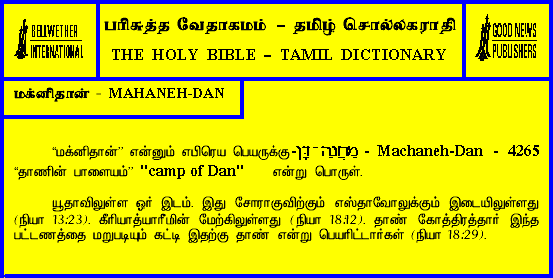 BELLWETHER
INTERNATIONAL
பரிசுத்த வேதாகமம் – தமிழ் சொல்லகராதி
THE HOLY BIBLE – TAMIL DICTIONARY
GOOD NEWS
PUBLISHERS
மக்னிதான் - MAHANEH-DAN
“மக்னிதான்” என்னும் எபிரெய பெயருக்கு-מַחֲנֵה־דָן - Machaneh-Dan - 4265
“தாணின் பாளையம்” "camp of Dan" என்று பொருள்.
யூதாவிலுள்ள ஓர் இடம். இது சோராகுவிற்கும் எஸ்தாவோலுக்கும் இடையிலுள்ளது
(நியா 13:23). கீரியாத்யாரீமின் மேற்கிலுள்ளது (நியா 18:12). தாண் கோத்திரத்தார் இந்த
பட்டணத்தை மறுபடியும் கட்டி இதற்கு தாண் என்று பெயரிட்டார்கள் (நியா 18:29).